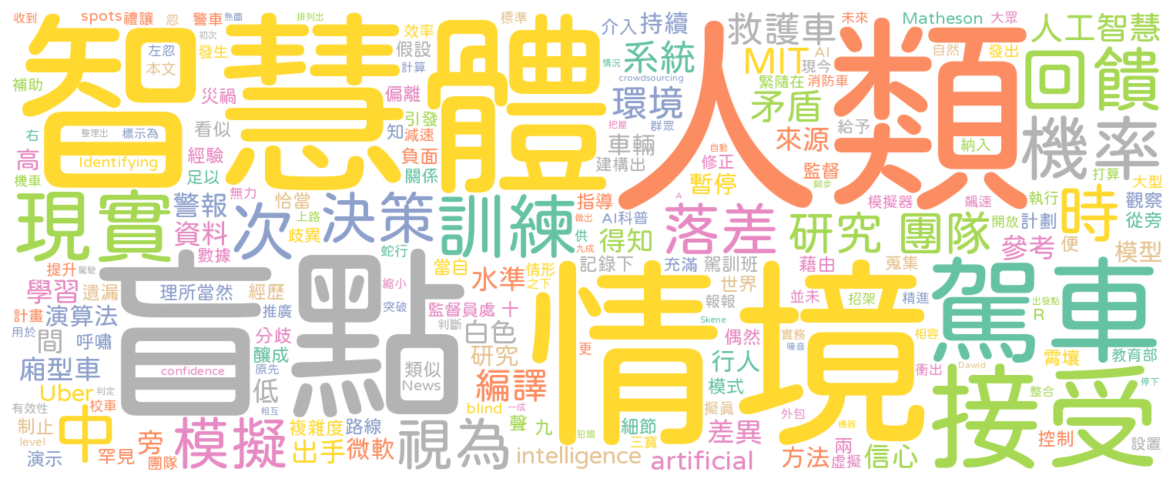 收到 spots 禮讓 忍 警車 熱圖 排列出 效率 標準 介入 持續 救護車 Matheson 未來 大眾 人工智慧
智慧體 人類
左忍 發生 初次 假設 系統 MIT AI 自然 發出
本文 計算 情況 現今 回饋
補助 災禍 偏離 crowdsourcing 緊隨在 消防車
環境 矛盾
右 整理出 標示為 看似 引發 知 減速 把握 群眾 來源 給予 納入 機率
高 Identifying 經驗 負面 車輛 自動 監督
機車 足以 關係 建構出 修正 腳步 打算 大型
現實 警報 無力 恰當 指導 暫停 A 模擬器 飆速 執行 觀察
次 決策 訓練 上路 AI科普 落差 研究 團隊 時 計劃 從旁
資料 歧異 供 做出 得知 開放 便
數據 蛇行 九成 參考 模型
提升 駕駛 當自 情形 記錄下 充滿 駕訓班 藉由 蒐集
學習 遺漏 理所當然 經歷 縮小 水準 之下 世界
盲點 情境 駕車
計畫 推廣 突破 監督員處 十 報報 並未 招架 精進 出發點
用於 演算法 分歧 判斷 白色 Skene 偶然 實務 相容 R
間 呼嘯 釀成 類似 研究 更 行人 噪音 衝出 霄壤 教育部
廂型車 confidence 原先 低 News 編譯 模式 Dawid 停下
Uber 判定 相互 blind 擬真 接受
有效性 校車 複雜度 路線 一成 聲 九 細節 外包 整合
制止 中 旁 模擬 出手 微軟 視為 三寶 差異 機器 兩 控制
level 罕見 犯錯 方法 信心 設置
演示 團隊 intelligence artificial 虛擬